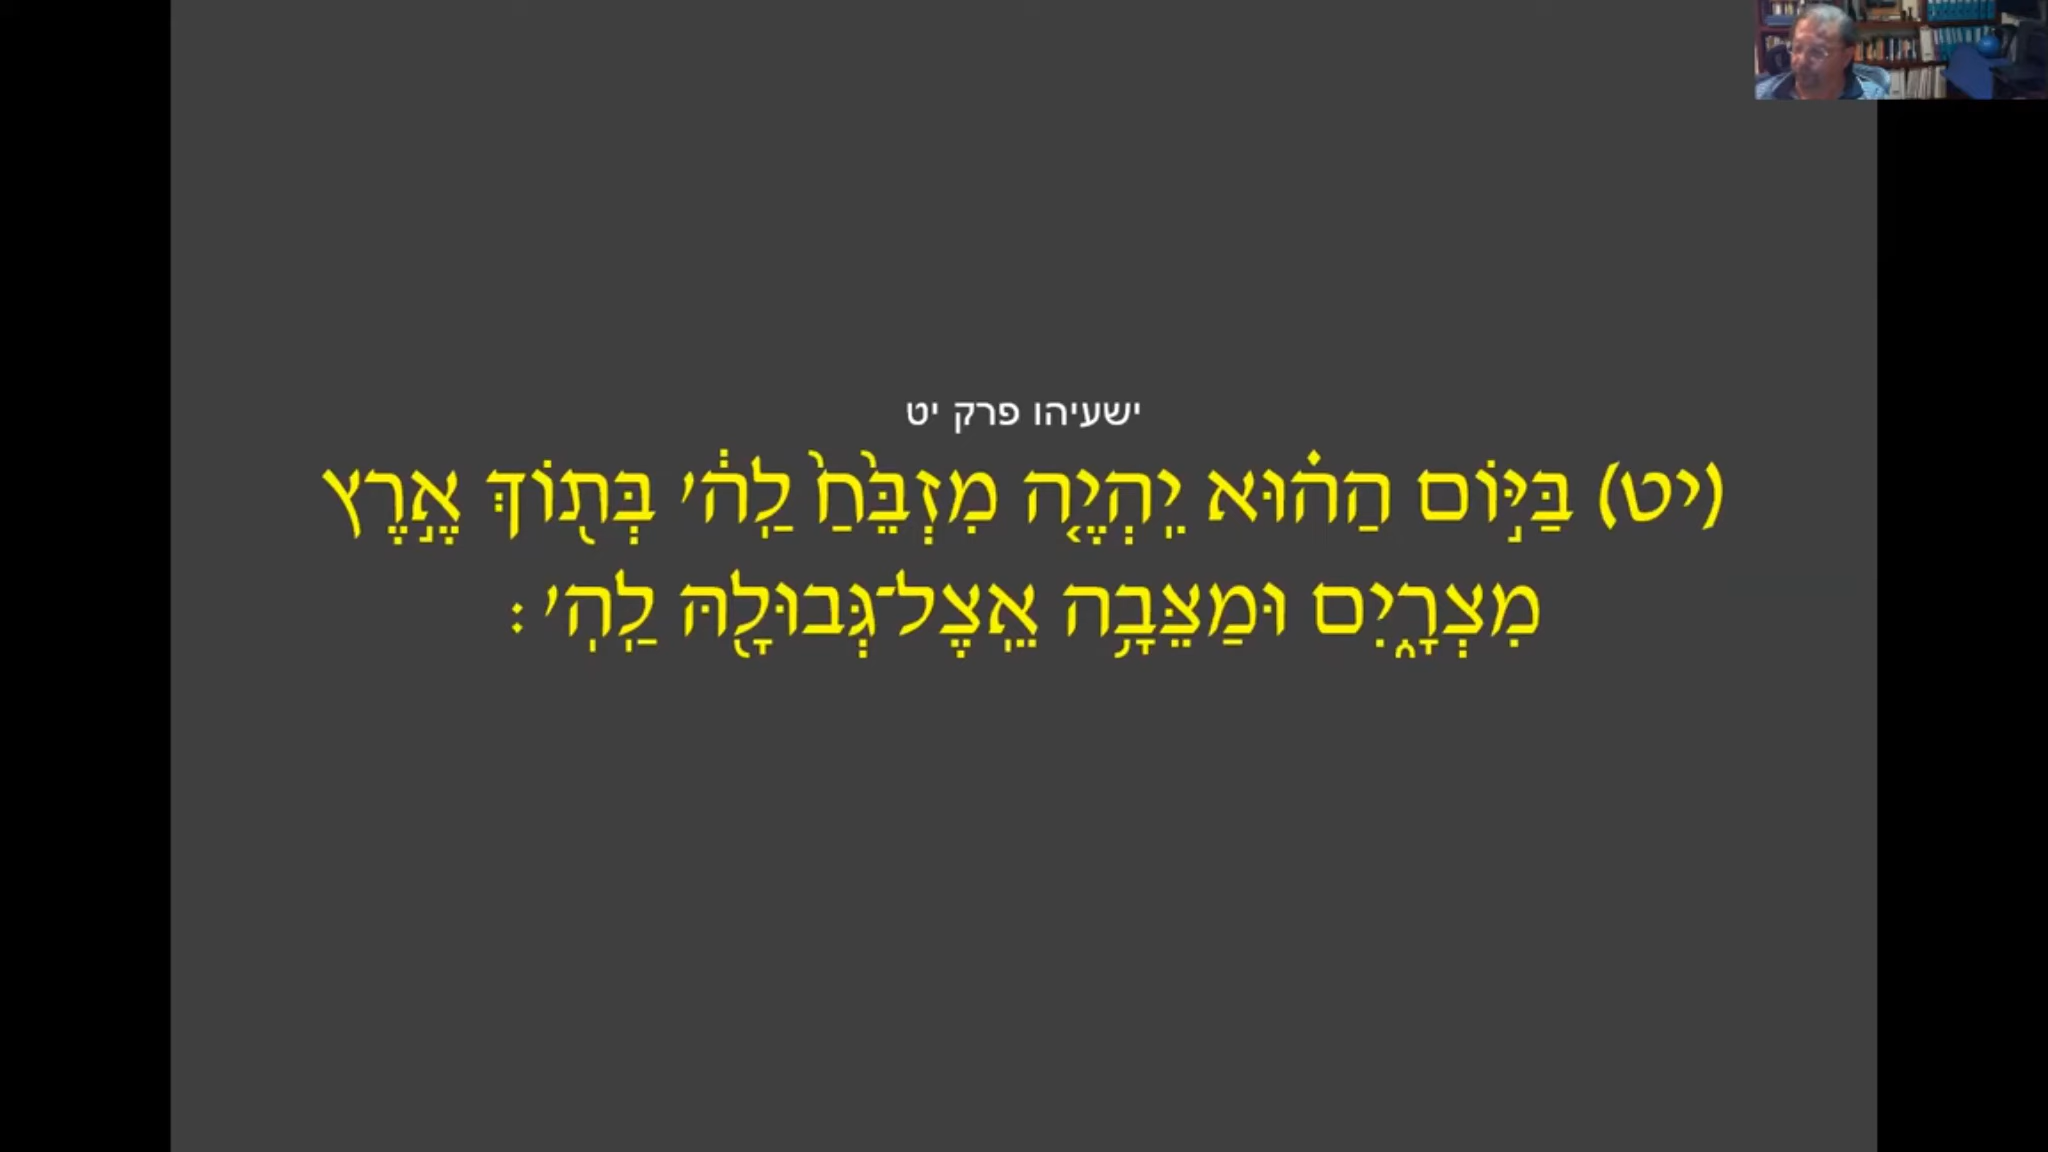 ישעיהו פרק יט
(יט) בַּיּ֣וֹם הַה֗וּא יִֽהְיֶ֤ה מִזְבֵּ֙חַ֙ לַֽה֔' בְּת֖וֹךְ אֶ֣רֶץ
מִצְרָ֑יִם וּמַצֵּבָ֥ה אֵֽצֶל־גְּבוּלָ֖הּ לַֽהֽ':